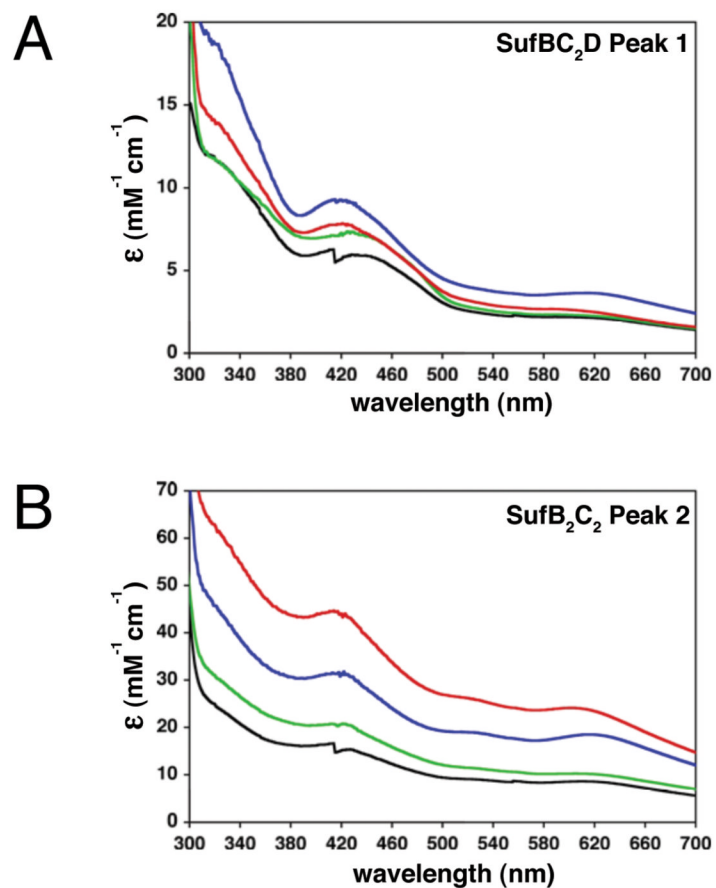 A
SufBC₂D Peak 1
20
15
10
5
0
ε (mM⁻¹ cm⁻¹)
300 340 380 420 460 500 540 580 620 660 700
wavelength (nm)
B
SufB₂C₂ Peak 2
70
60
50
40
30
20
10
0
ε (mM⁻¹ cm⁻¹)
300 340 380 420 460 500 540 580 620 660 700
wavelength (nm)